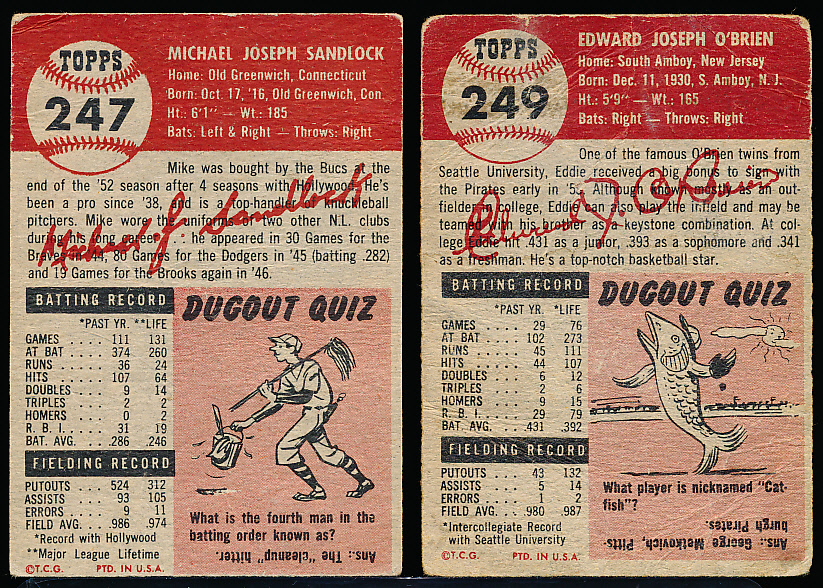 TOPPS
247
MICHAEL JOSEPH SANDLOCK
Home: Old Greenwich, Connecticut
Born: Oct. 17, '16, Old Greenwich, Con.
Ht.: 6'1" — Wt.: 185
Bats: Left & Right — Throws: Right
Mike was bought by the Bucs at the
end of the '52 season after 4 seasons with Hollywood. He's
been a pro since '38, and is a top-handler of knuckleball
pitchers. Mike wore the uniforms of two other N.L. clubs
during his long career . . . he appeared in 30 Games for the
Braves in '44, 80 Games for the Dodgers in '45 (batting .282)
and 19 Games for the Brooks again in '46.
Michael J. Sandlock
BATTING RECORD
*PAST YR. **LIFE
GAMES . . . . 111 131
AT BAT . . . . 374 260
RUNS . . . . 36 24
HITS . . . . 107 64
DOUBLES . . . 9 14
TRIPLES . . . 2 2
HOMERS . . . 0 2
R. B. I. . . . . 31 19
BAT. AVG. . . . .286 .246
FIELDING RECORD
PUTOUTS . . . 524 312
ASSISTS . . . 93 105
ERRORS . . . 9 11
FIELD AVG. . . . .986 .974
*Record with Hollywood
**Major League Lifetime
©T.C.G. PTD. IN U.S.A.
DUGOUT QUIZ
What is the fourth man in the
batting order known as?
Ans.: The "cleanup" hitter.
TOPPS
249
EDWARD JOSEPH O'BRIEN
Home: South Amboy, New Jersey
Born: Dec. 11, 1930, S. Amboy, N. J.
Ht.: 5'9" — Wt.: 165
Bats: Right — Throws: Right
One of the famous O'Brien twins from
Seattle University, Eddie received a big bonus to sign with
the Pirates early in '53. Although known mostly as an out-
fielder in college, Eddie can also play the infield and may be
teamed with his brother as a keystone combination. At col-
lege Eddie hit .431 as a junior, .393 as a sophomore and .341
as a freshman. He's a top-notch basketball star.
Edward J. O'Brien
BATTING RECORD
*PAST YR. *LIFE
GAMES . . . . 29 76
AT BAT . . . . 102 273
RUNS . . . . 45 111
HITS . . . . 44 107
DOUBLES . . . 6 12
TRIPLES . . . 2 6
HOMERS . . . 9 15
R. B. I. . . . . 29 79
BAT. AVG. . . . .431 .392
FIELDING RECORD
PUTOUTS . . . 43 132
ASSISTS . . . 5 14
ERRORS . . . 1 2
FIELD AVG. . . . .980 .987
*Intercollegiate Record
with Seattle University
©T.C.G. PTD. IN U.S.A.
DUGOUT QUIZ
What player is nicknamed "Cat-
fish"?
Ans.: George Metkovich, Pitts-
burgh Pirates.